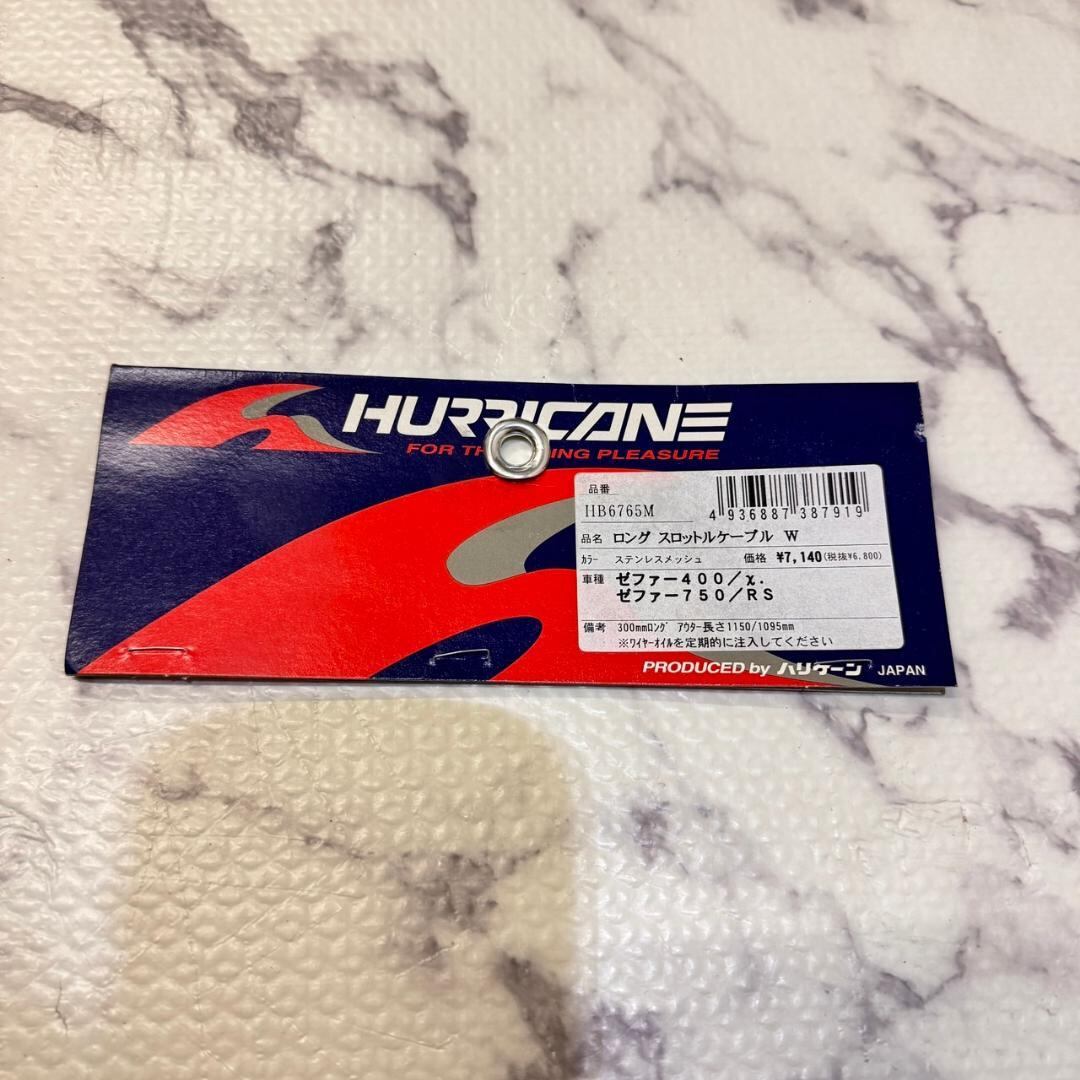 HURRICANE
FOR TH ING PLEASURE
品番
HB6765M
4 936887 387919
品名 ロング スロットルケーブル W
ｶﾗｰ ステンレスメッシュ 価格 ¥7,140(税抜¥6,800)
車種 ゼファー４００／χ．
ゼファー７５０／ＲＳ
備考 300mmﾛﾝｸﾞ ｱｳﾀｰ長さ1150/1095mm
※ﾜｲﾔｰｵｲﾙを定期的に注入してください
PRODUCED by ハリケーン JAPAN